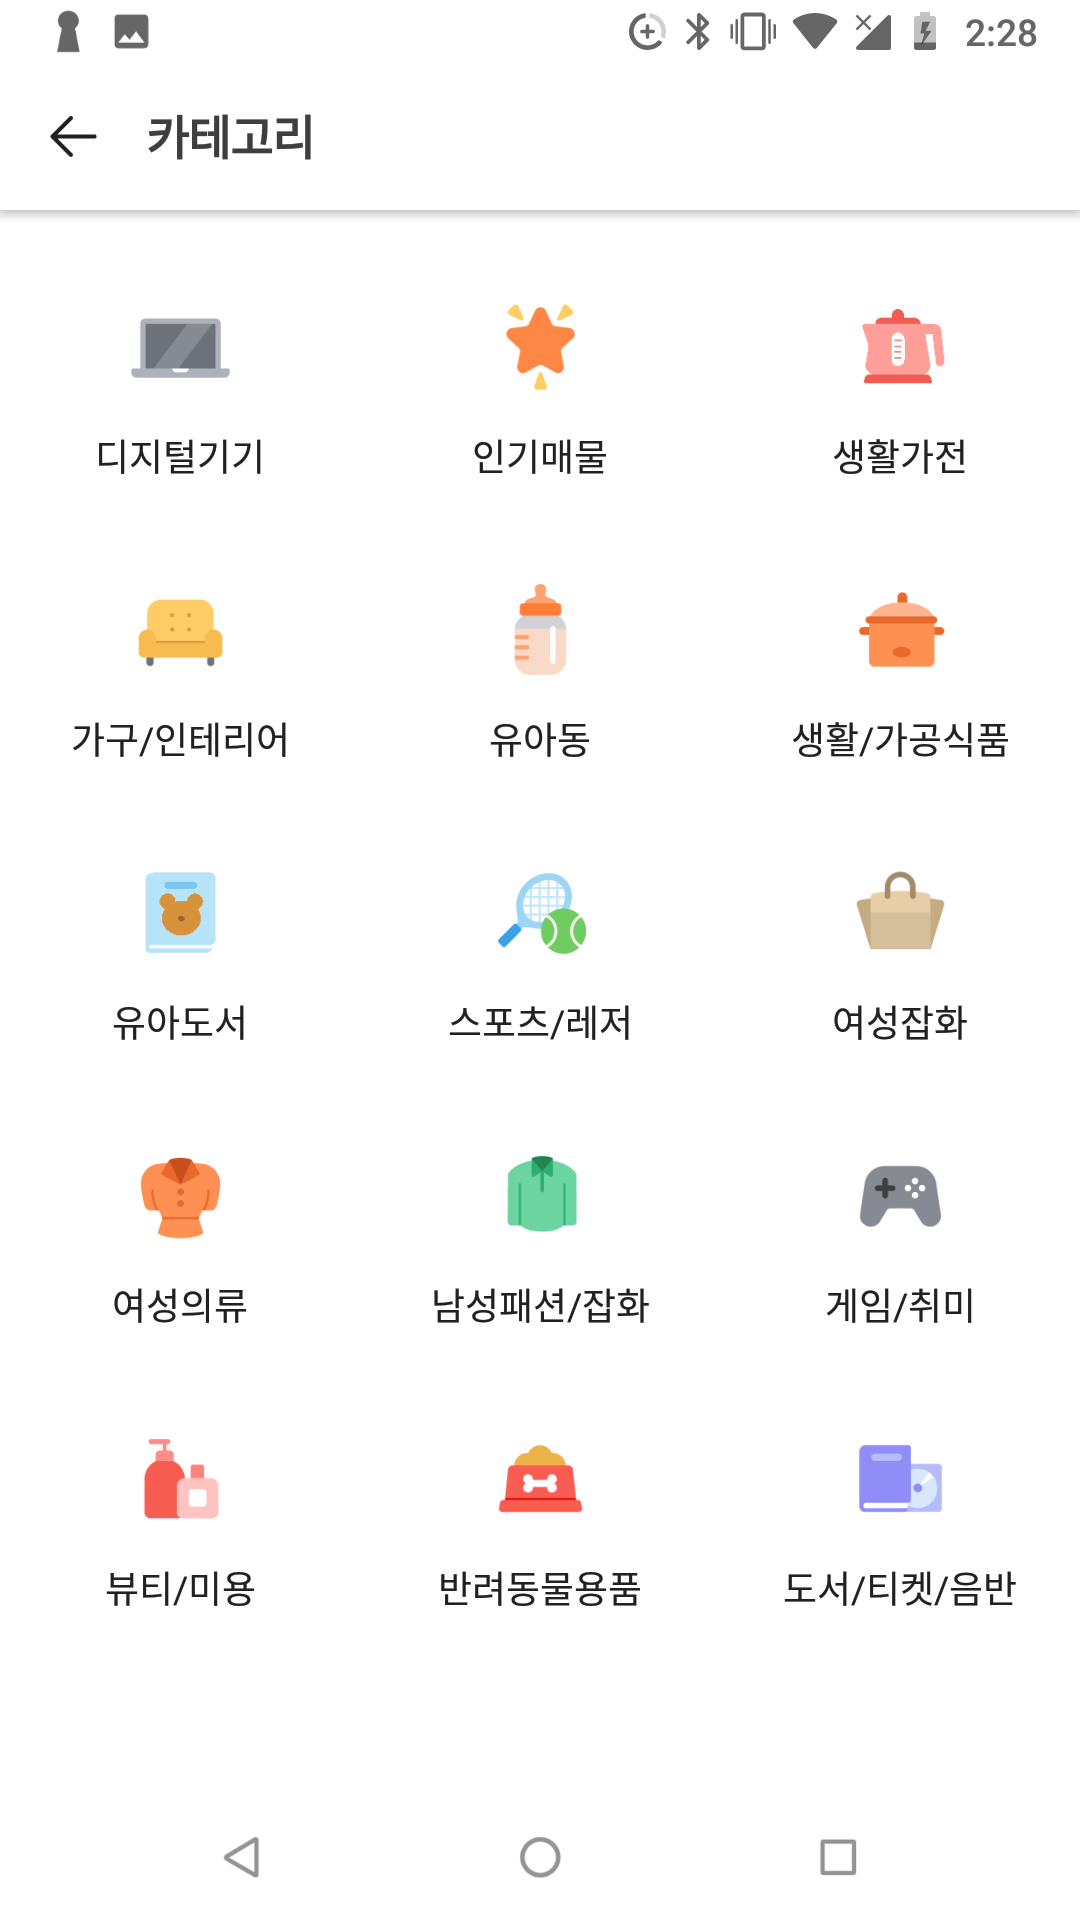 2:28
카테고리
디지털기기
인기매물
생활가전
가구/인테리어
유아동
생활/가공식품
유아도서
스포츠/레저
여성잡화
여성의류
남성패션/잡화
게임/취미
뷰티/미용
반려동물용품
도서/티켓/음반